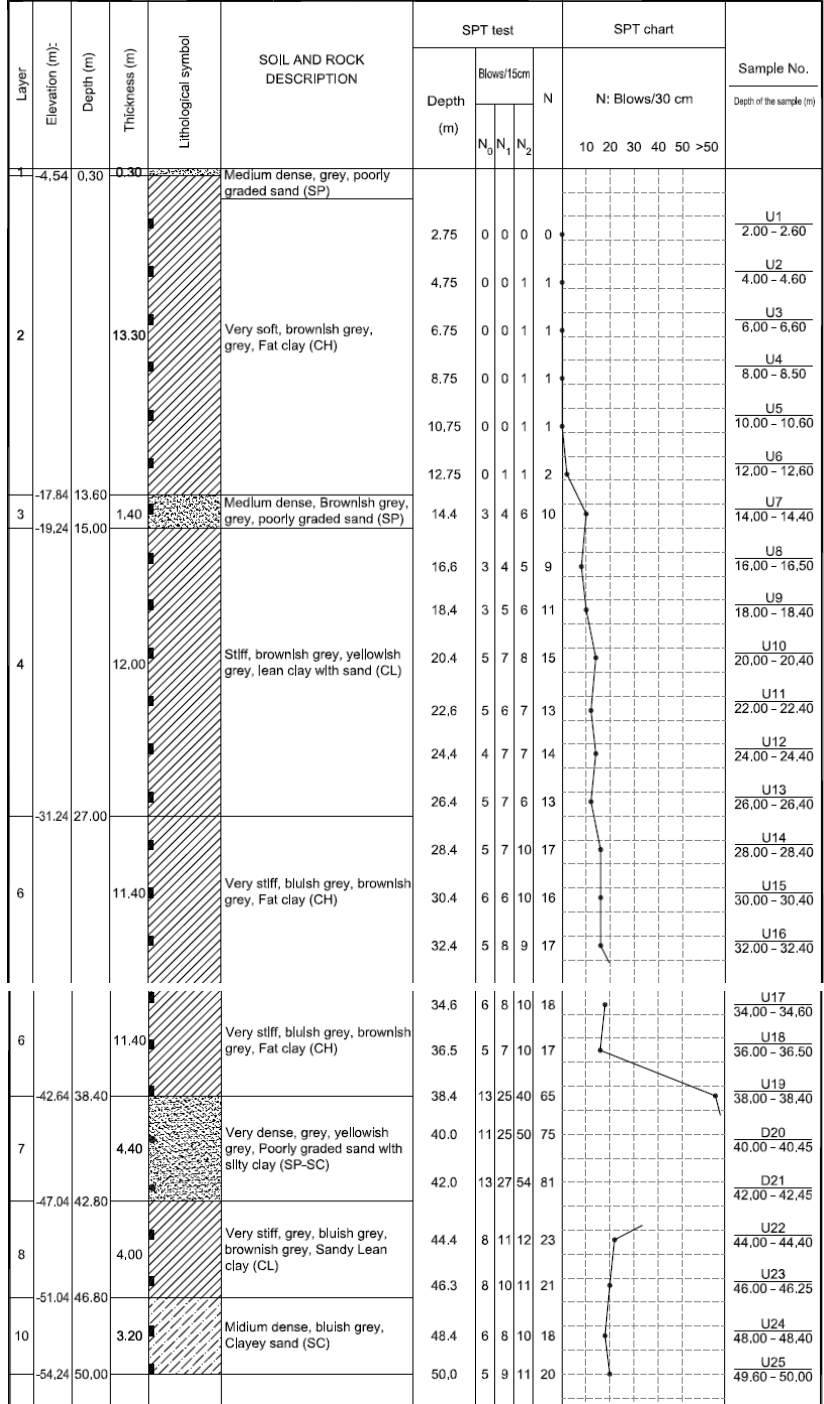 SPT test SPT chart
Layer Elevation (m): Depth (m) Thickness (m) Lithological symbol
SOIL AND ROCK
DESCRIPTION
Depth
(m)
Blows/15cm
N0 N1 N2
N
N: Blows/30 cm
10 20 30 40 50 >50
Sample No.
Depth of the sample (m)
1 -4.54 0.30 0.30
Medium dense, grey, poorly
graded sand (SP)
2.75 0 0 0 0 U1
2.00 – 2.60
4.75 0 0 1 1 U2
4.00 – 4.60
2 13.30
Very soft, brownish grey,
grey, Fat clay (CH)
6.75 0 0 1 1 U3
6.00 – 6.60
8.75 0 0 1 1 U4
8.00 – 8.50
10.75 0 0 1 1 U5
10.00 – 10.60
12.75 0 1 1 2 U6
12.00 – 12.60
-17.84 13.60
3 1.40
Medium dense, Brownish grey,
grey, poorly graded sand (SP)
14.4 3 4 6 10 U7
14.00 – 14.40
-19.24 15.00
16.6 3 4 5 9 U8
16.00 – 16.50
18.4 3 5 6 11 U9
18.00 – 18.40
4 12.00
Stiff, brownish grey, yellowish
grey, lean clay with sand (CL)
20.4 5 7 8 15 U10
20.00 – 20.40
22.6 5 6 7 13 U11
22.00 – 22.40
24.4 4 7 7 14 U12
24.00 – 24.40
26.4 5 7 6 13 U13
26.00 – 26.40
-31.24 27.00
28.4 5 7 10 17 U14
28.00 – 28.40
6 11.40
Very stiff, bluish grey, brownish
grey, Fat clay (CH)
30.4 6 6 10 16 U15
30.00 – 30.40
32.4 5 8 9 17 U16
32.00 – 32.40
34.6 6 8 10 18 U17
34.00 – 34.60
6 11.40
Very stiff, bluish grey, brownish
grey, Fat clay (CH)
36.5 5 7 10 17 U18
36.00 – 36.50
-42.64 38.40
38.4 13 25 40 65 U19
38.00 – 38.40
7 4.40
Very dense, grey, yellowish
grey, Poorly graded sand with
silty clay (SP-SC)
40.0 11 25 50 75 D20
40.00 – 40.45
42.0 13 27 54 81 D21
42.00 – 42.45
-47.04 42.80
8 4.00
Very stiff, grey, bluish grey,
brownish grey, Sandy Lean
clay (CL)
44.4 8 11 12 23 U22
44.00 – 44.40
46.3 8 10 11 21 U23
46.00 – 46.25
-51.04 46.80
10 3.20
Midium dense, bluish grey,
Clayey sand (SC)
48.4 6 8 10 18 U24
48.00 – 48.40
-54.24 50.00
50.0 5 9 11 20 U25
49.60 – 50.00